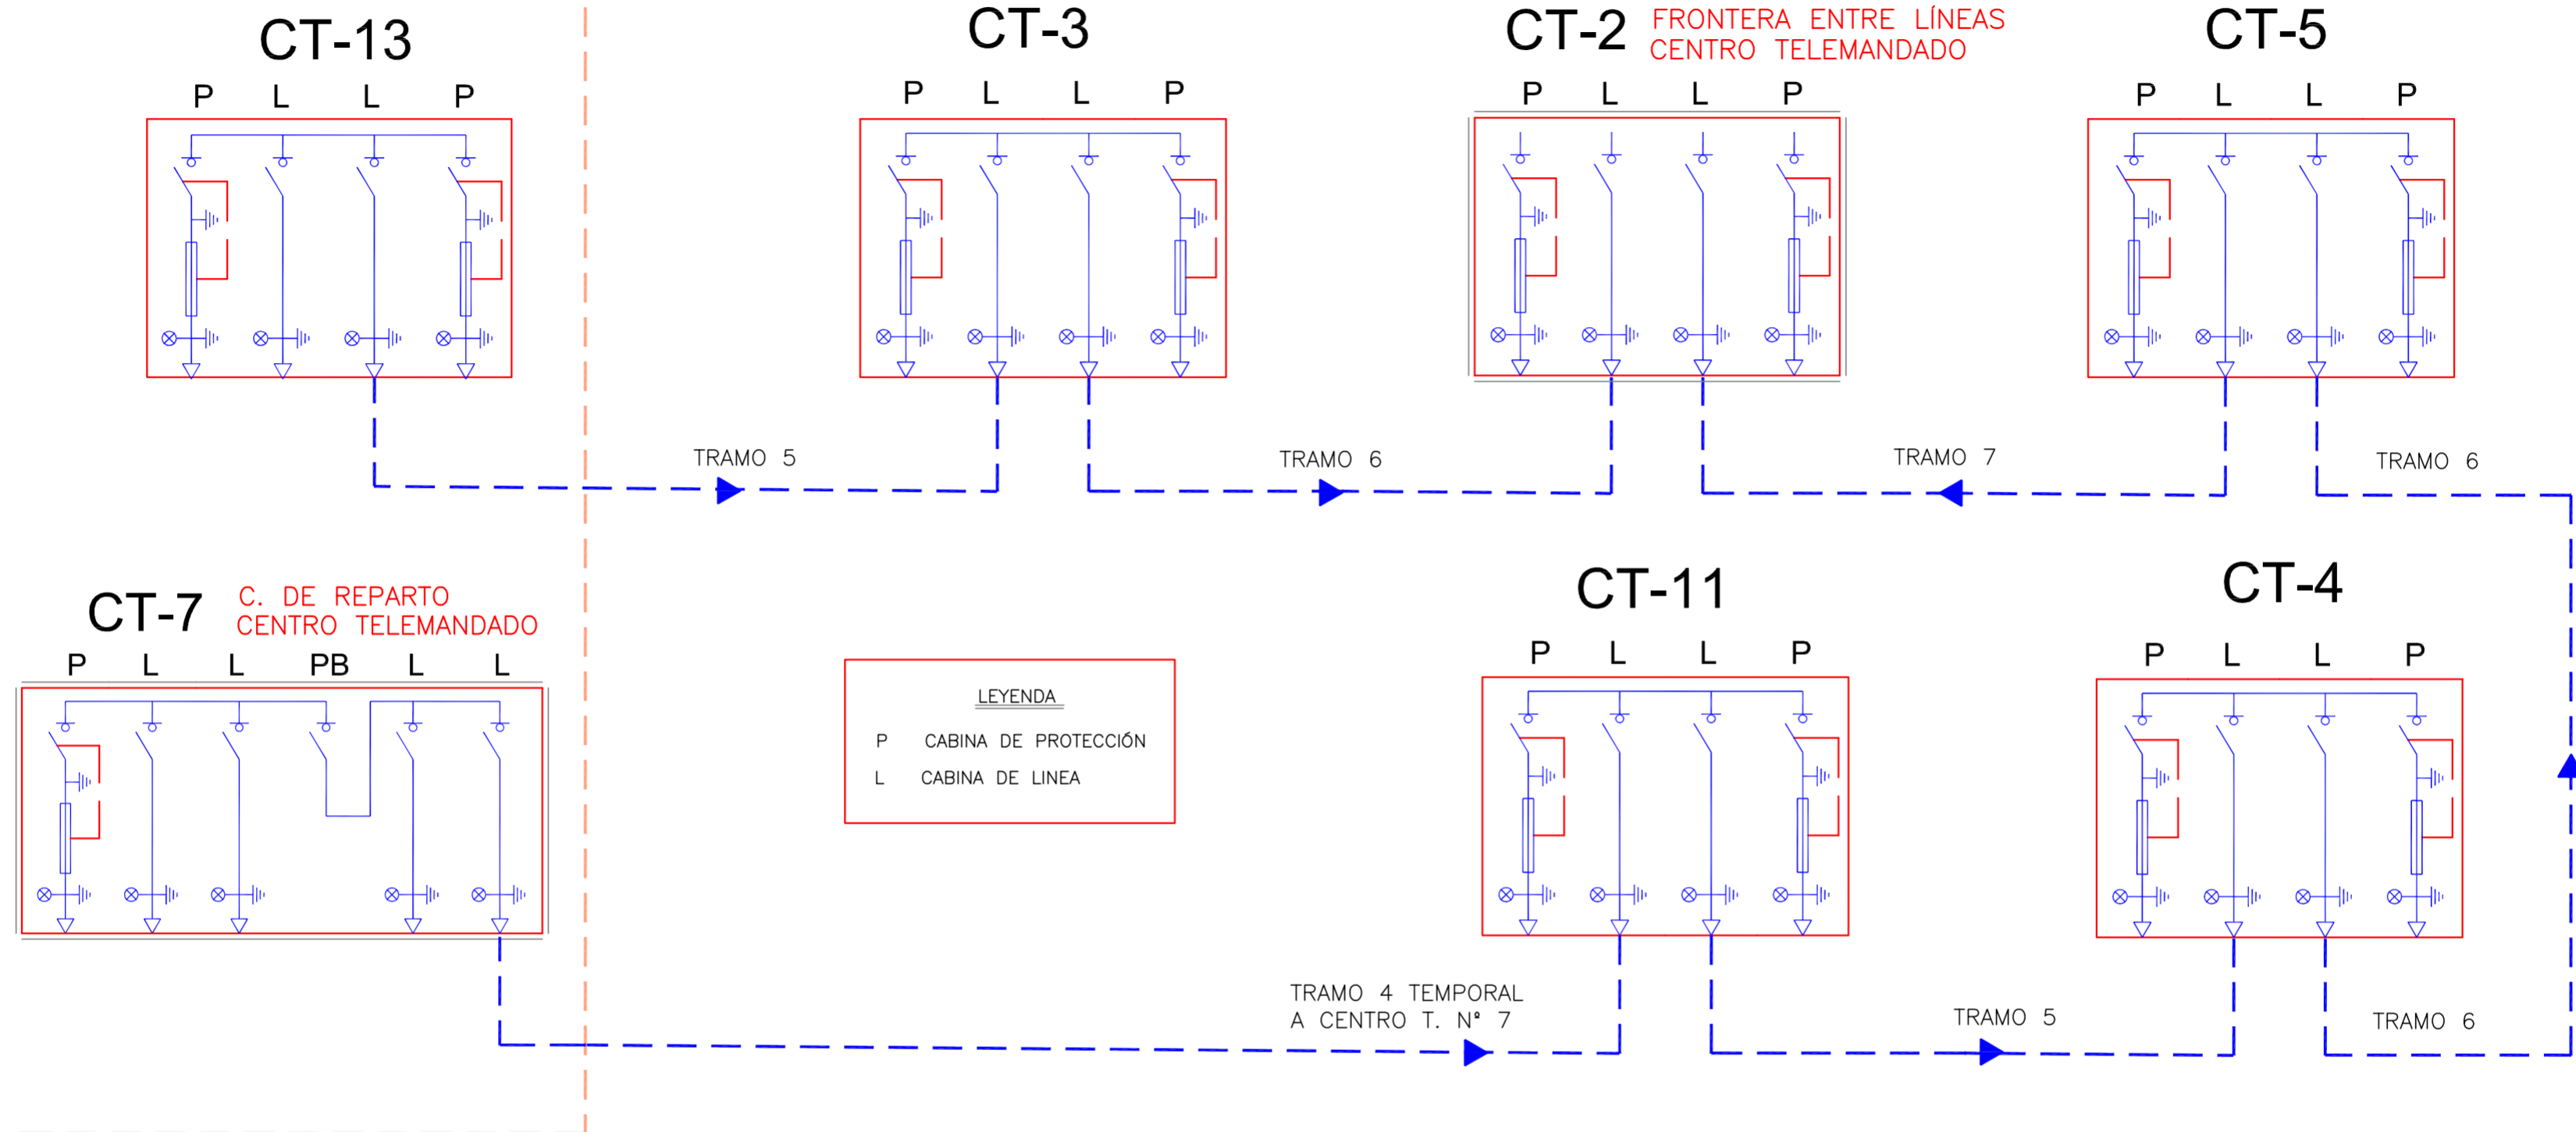 CT-13
P L L P
CT-3
P L L P
CT-2
FRONTERA ENTRE LÍNEAS
CENTRO TELEMANDADO
P L L P
CT-5
P L L P
TRAMO 5
TRAMO 6
TRAMO 7
TRAMO 6
CT-7
C. DE REPARTO
CENTRO TELEMANDADO
P L L PB L L
LEYENDA
P CABINA DE PROTECCIÓN
L CABINA DE LINEA
CT-11
P L L P
CT-4
P L L P
TRAMO 4 TEMPORAL
A CENTRO T. Nº 7
TRAMO 5
TRAMO 6